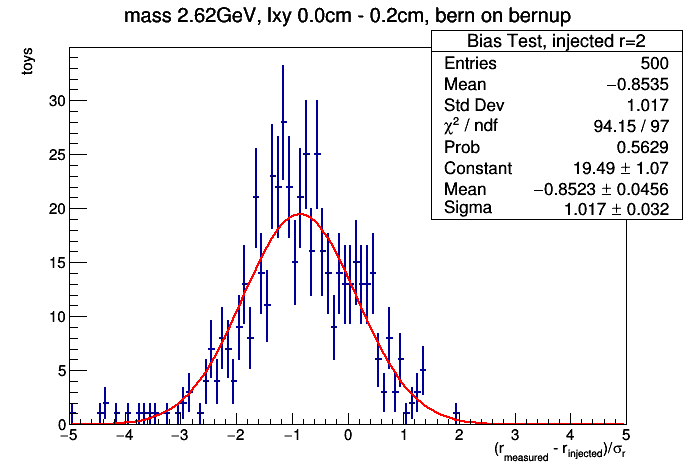 mass 2.62GeV, lxy 0.0cm - 0.2cm, bern on bernup
Bias Test, injected r=2
Entries 500
Mean −0.8535
Std Dev 1.017
χ² / ndf 94.15 / 97
Prob 0.5629
Constant 19.49 ± 1.07
Mean −0.8523 ± 0.0456
Sigma 1.017 ± 0.032
toys
30
25
20
15
10
5
0
−5 −4 −3 −2 −1 0 1 2 3 4 5
(r_measured - r_injected)/σ_r